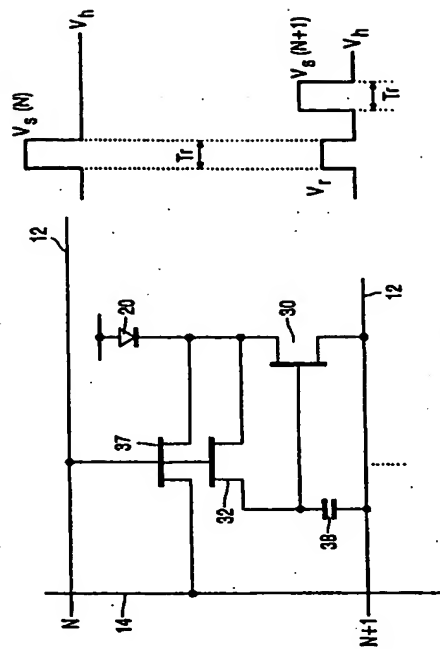 V_s (N)
12
V_h
N
20
37
Tr
14
32
30
V_s (N+1)
V_r
38
12
V_h
N+1
Tr